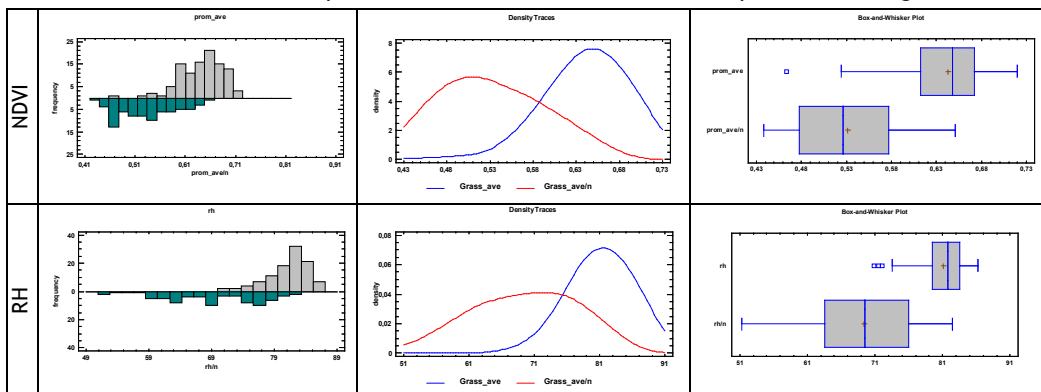 NDVI
prom_ave
frequency
25
15
5
5
15
25
0,41 0,51 0,61 0,71 0,81 0,91
prom_ave/n
Density Traces
density
8
6
4
2
0
0,43 0,48 0,53 0,58 0,63 0,68 0,73
Grass_ave Grass_ave/n
Box-and-Whisker Plot
prom_ave
prom_ave/n
0,43 0,48 0,53 0,58 0,63 0,68 0,73
RH
rh
frequency
40
20
0
20
40
49 59 69 79 89
rh/n
Density Traces
density
0,08
0,06
0,04
0,02
0
51 61 71 81 91
Grass_ave Grass_ave/n
Box-and-Whisker Plot
rh
rh/n
51 61 71 81 91